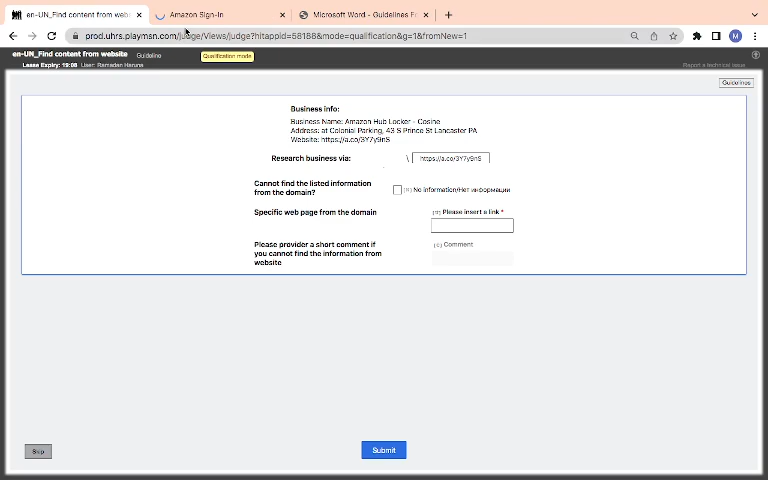 en-UN_Find content from webs
Amazon Sign-In
Microsoft Word - Guidelines Fo
prod.uhrs.playmsn.com/judge/Views/judge?hitappid=58188&mode=qualification&g=1&fromNew=1
M
en-UN_Find content from website
Guideline
Qualification mode
Lease Expiry: 19:08 User: Ramadan Haruna
Report a technical issue
Guidelines
Business info:
Business Name: Amazon Hub Locker - Cosine
Address: at Colonial Parking, 43 S Prince St Lancaster PA
Website: https://a.co/3Y7y9nS
Research business via:
\
https://a.co/3Y7y9nS
Cannot find the listed information
from the domain?
No information/Нет информации
Specific web page from the domain
Please insert a link *
Please provider a short comment if
you cannot find the information from
website
Comment
Skip
Submit